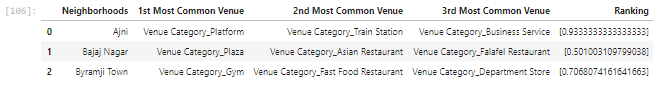 [106]:
Neighborhoods 1st Most Common Venue 2nd Most Common Venue 3rd Most Common Venue Ranking
0 Ajni Venue Category_Platform Venue Category_Train Station Venue Category_Business Service [0.9333333333333333]
1 Bajaj Nagar Venue Category_Plaza Venue Category_Asian Restaurant Venue Category_Falafel Restaurant [0.501003109799038]
2 Byramji Town Venue Category_Gym Venue Category_Fast Food Restaurant Venue Category_Department Store [0.7068074161641663]